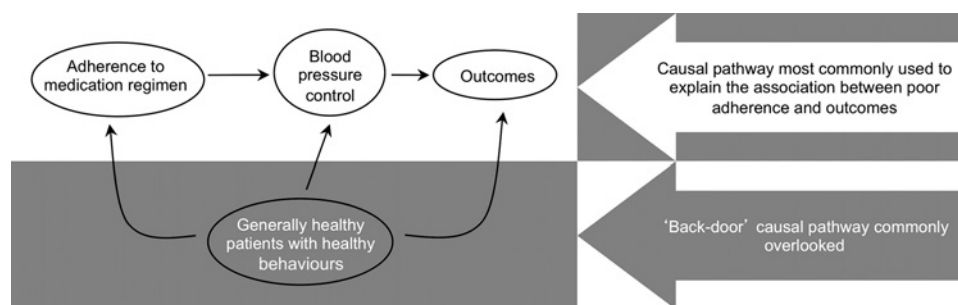 Adherence to
medication regimen
Blood
pressure
control
Outcomes
Causal pathway most commonly used to
explain the association between poor
adherence and outcomes
Generally healthy
patients with healthy
behaviours
‘Back-door’ causal pathway commonly
overlooked